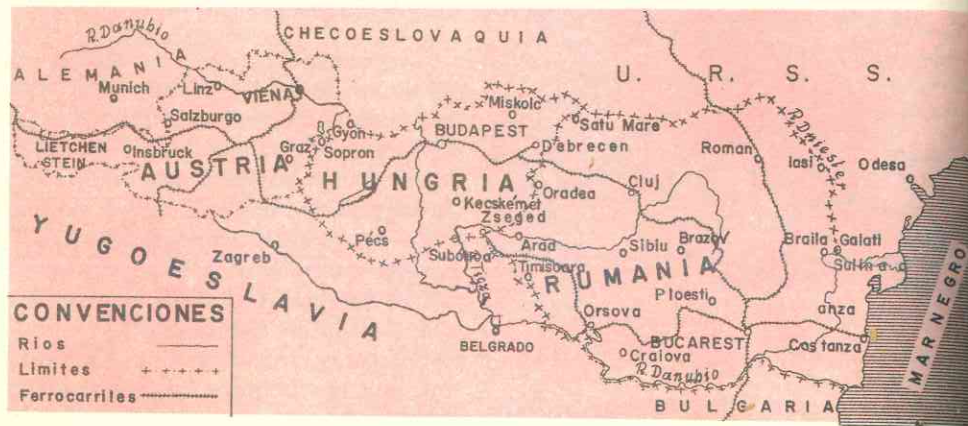 R. Danubio
CHECOESLOVAQUIA
ALEMANIA
U. R. S. S.
Munich
Linz
VIENA
Miskolc
Salzburgo
Gyon
BUDAPEST
Satu Mare
R. Dniester
LIETCHEN
STEIN
Insbruck
Graz
Sopron
Debrecen
Roman
Iasi
Odesa
AUSTRIA
HUNGRIA
Oradea
Cluj
Kecskemet
Zseged
YUGOESLAVIA
Zagreb
Pécs
Arad
Sibiu
Brazov
Braila
Galati
Timisoara
RUMANIA
Ploesti
anza
MAR NEGRO
CONVENCIONES
Rios
Limites
Ferrocarriles
BELGRADO
Orsova
BUCAREST
Costanza
Craiova
R. Danubio
BULGARIA